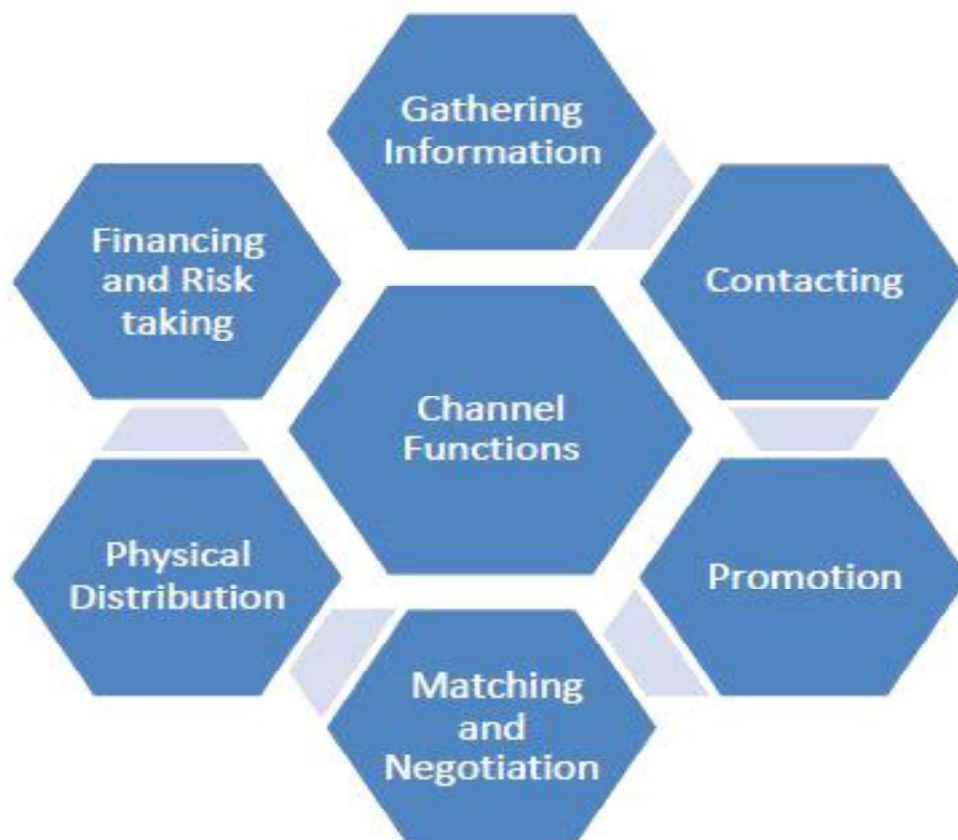 Gathering
Information
Contacting
Promotion
Matching
and
Negotiation
Physical
Distribution
Financing
and Risk
taking
Channel
Functions